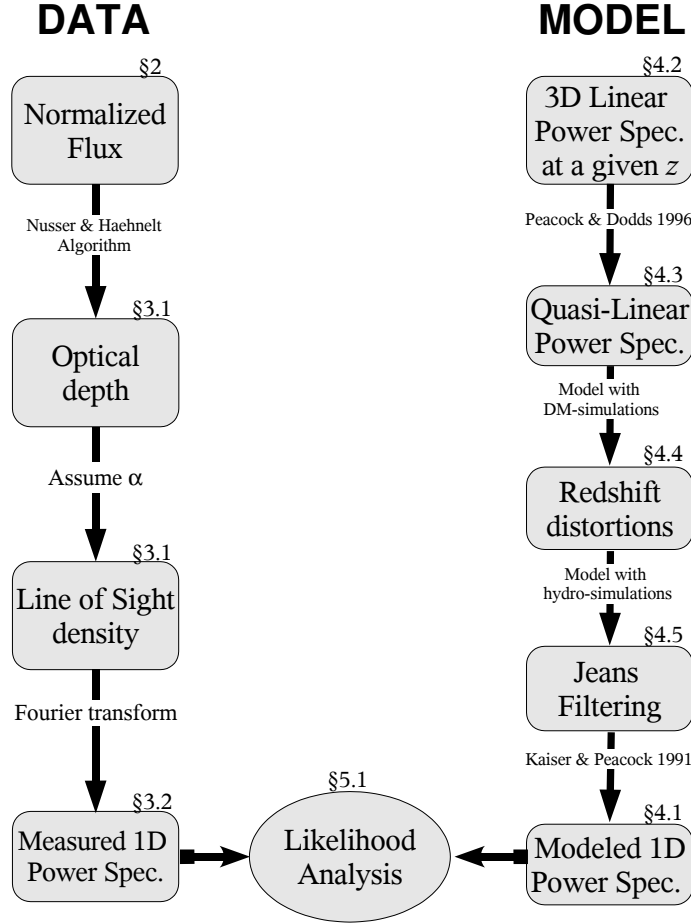 DATA
§2
Normalized
Flux
Nusser & Haehnelt
Algorithm
§3.1
Optical
depth
Assume α
§3.1
Line of Sight
density
Fourier transform
§3.2
Measured 1D
Power Spec.
§5.1
Likelihood
Analysis
MODEL
§4.2
3D Linear
Power Spec.
at a given z
Peacock & Dodds 1996
§4.3
Quasi-Linear
Power Spec.
Model with
DM-simulations
§4.4
Redshift
distortions
Model with
hydro-simulations
§4.5
Jeans
Filtering
Kaiser & Peacock 1991
§4.1
Modeled 1D
Power Spec.